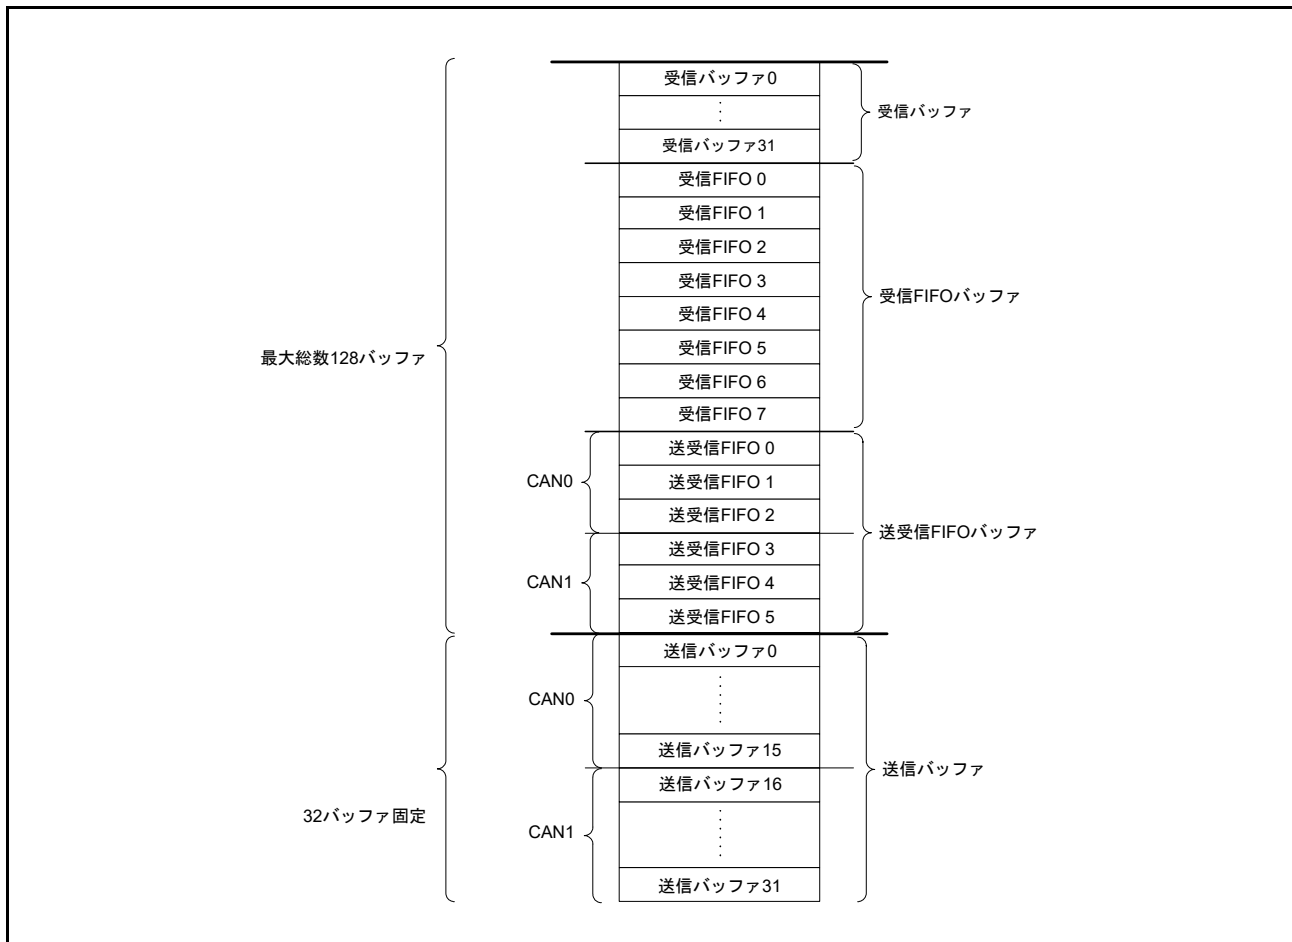 受信バッファ0
受信バッファ
受信バッファ31
受信FIFO 0
受信FIFO 1
受信FIFO 2
受信FIFO 3
受信FIFOバッファ
受信FIFO 4
受信FIFO 5
最大総数128バッファ
受信FIFO 6
受信FIFO 7
送受信FIFO 0
CAN0
送受信FIFO 1
送受信FIFO 2
送受信FIFOバッファ
送受信FIFO 3
CAN1
送受信FIFO 4
送受信FIFO 5
送信バッファ0
CAN0
送信バッファ15
送信バッファ
送信バッファ16
32バッファ固定
CAN1
送信バッファ31